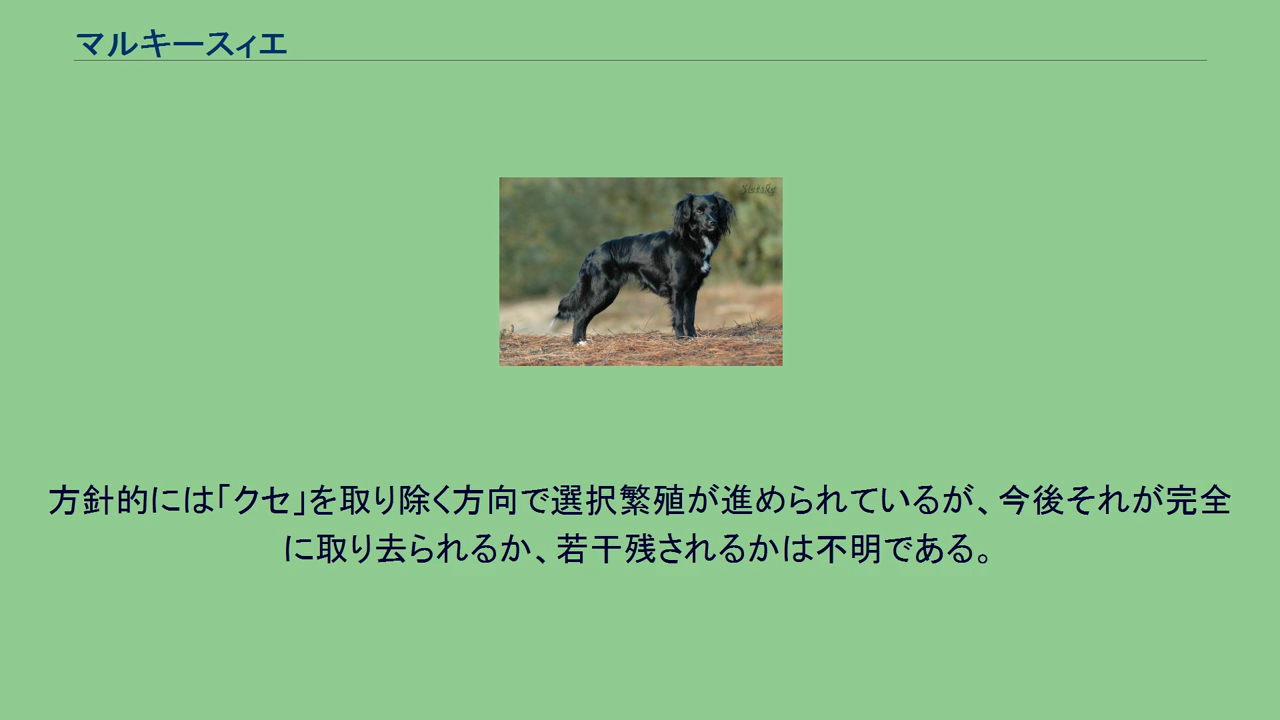 マルキースィエ
方針的には「クセ」を取り除く方向で選択繁殖が進められているが、今後それが完全
に取り去られるか、若干残されるかは不明である。